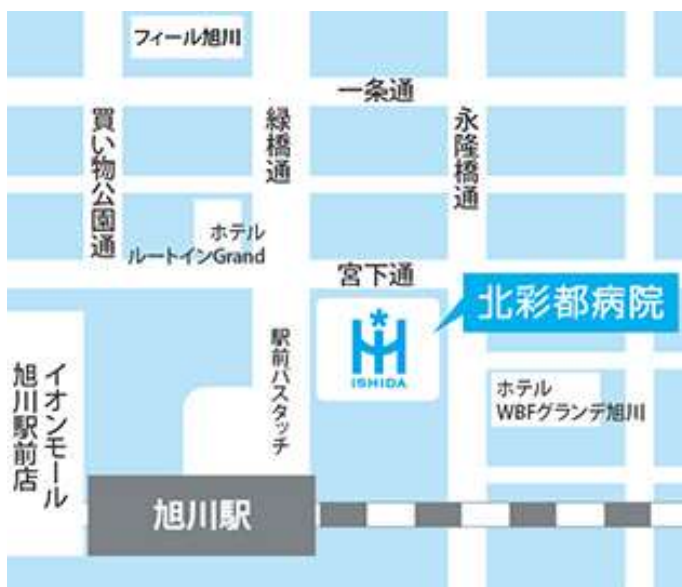 フィール旭川
一条通
買い物公園通
緑橋通
永隆橋通
ホテル
ルートインGrand
宮下通
北彩都病院
ISHIDA
駅前バスタッチ
イオンモール
旭川駅前店
ホテル
WBFグランデ旭川
旭川駅